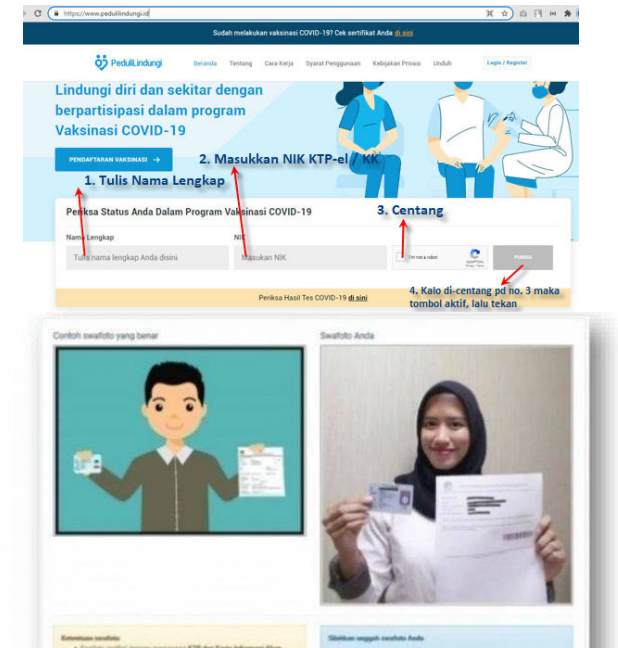 https://www.pedulilindungi.id
Sudah melakukan vaksinasi COVID-19? Cek sertifikat Anda di sini
PeduliLindungi
Beranda Tentang Cara Kerja Syarat Penggunaan Kebijakan Privasi Unduh Login / Register
Lindungi diri dan sekitar dengan
berpartisipasi dalam program
Vaksinasi COVID-19
PENDAFTARAN VAKSINASI →
2. Masukkan NIK KTP-el / KK
1. Tulis Nama Lengkap
Periksa Status Anda Dalam Program Vaksinasi COVID-19
3. Centang
Nama Lengkap
NIK
Tulis nama lengkap Anda disini
Masukan NIK
I'm not a robot
PERIKSA
4. Kalo di-centang pd no. 3 maka
tombol aktif, lalu tekan
Periksa Hasil Tes COVID-19 di sini
Contoh swafoto yang benar
Swafoto Anda
Ketentuan swafoto
Silahkan unggah swafoto Anda